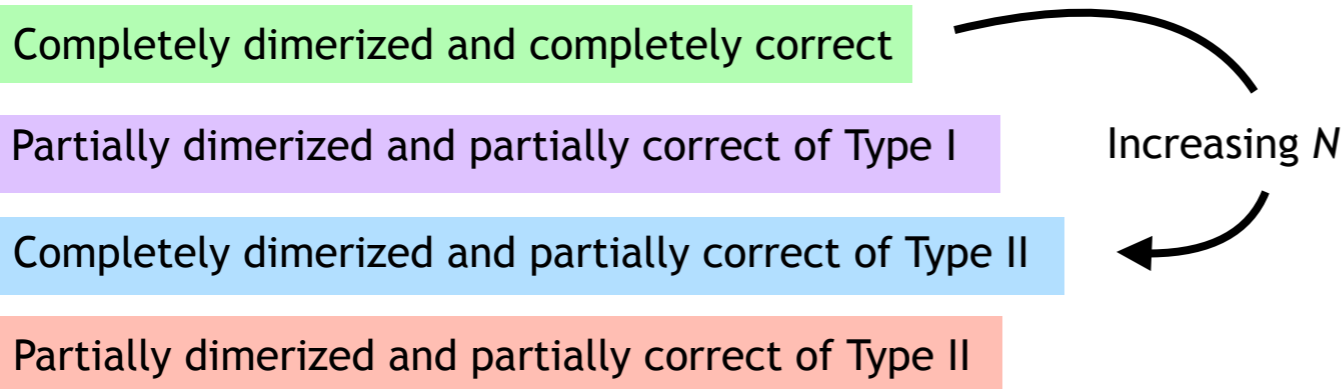 Completely dimerized and completely correct
Partially dimerized and partially correct of Type I
Increasing N
Completely dimerized and partially correct of Type II
Partially dimerized and partially correct of Type II